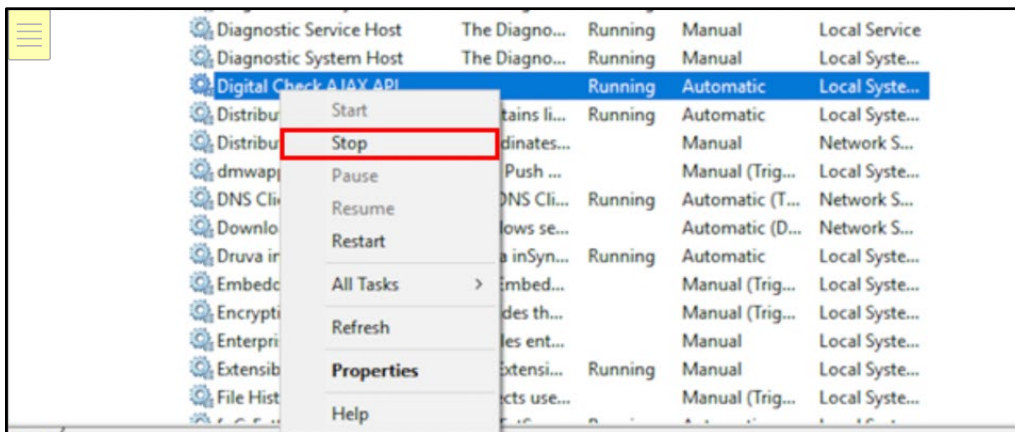 Diagnostic Service Host The Diagno... Running Manual Local Service
Diagnostic System Host The Diagno... Running Manual Local Syste...
Digital Check AJAX API Running Automatic Local Syste...
Distribu Start tains li... Running Automatic Local Syste...
Distribu Stop dinates... Manual Network S...
dmwapp Pause Push ... Manual (Trig... Local Syste...
DNS Clie Resume DNS Cli... Running Automatic (T... Network S...
Downlo Restart lows se... Automatic (D... Network S...
Druva in a inSyn... Running Automatic Local Syste...
Embedd All Tasks > Embed... Manual (Trig... Local Syste...
Encrypti des th... Manual (Trig... Local Syste...
Enterpri Refresh les ent... Manual Local Syste...
Extensib Properties Extensi... Running Manual Local Syste...
File Hist cts use... Manual (Trig... Local Syste...
Help